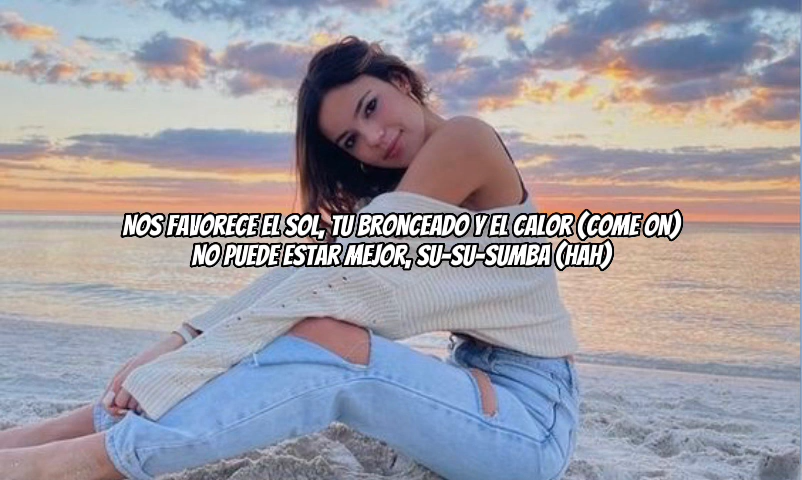 NOS FAVORECE EL SOL, TU BRONCEADO Y EL CALOR (COME ON)
NO PUEDE ESTAR MEJOR, SU-SU-SUMBA (HAH)